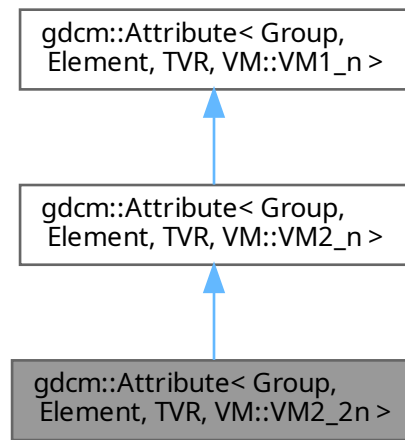 gdcm::Attribute< Group,
Element, TVR, VM::VM1_n >
gdcm::Attribute< Group,
Element, TVR, VM::VM2_n >
gdcm::Attribute< Group,
Element, TVR, VM::VM2_2n >